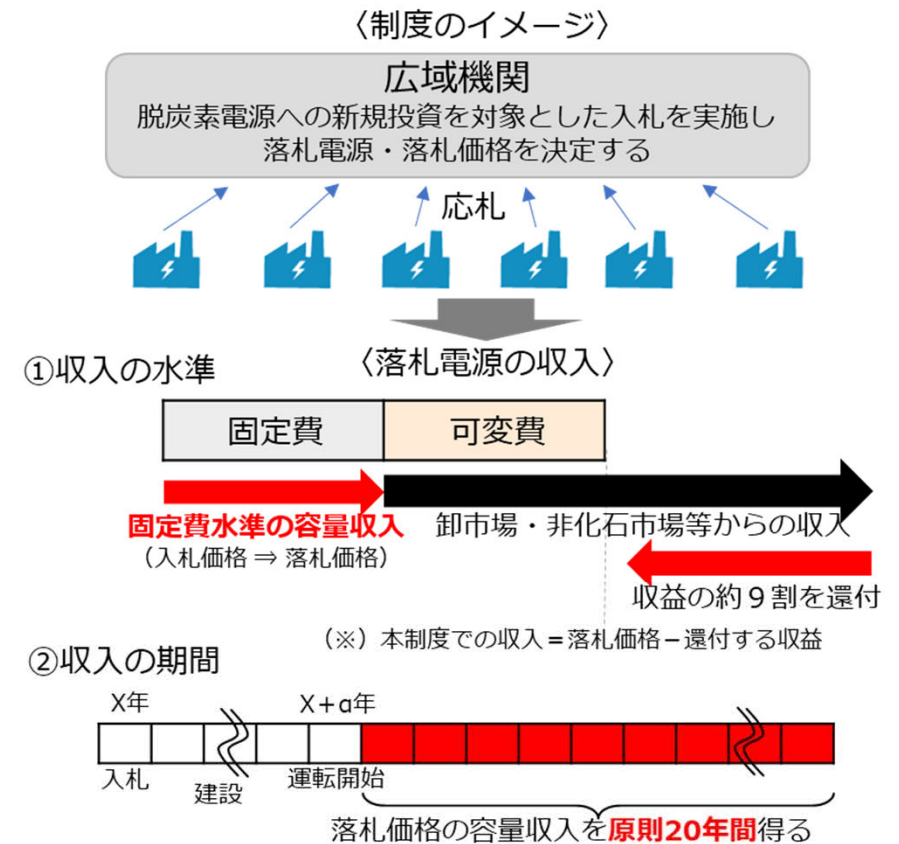 〈制度のイメージ〉
広域機関
脱炭素電源への新規投資を対象とした入札を実施し
落札電源・落札価格を決定する
応札
〈落札電源の収入〉
①収入の水準
固定費
可変費
固定費水準の容量収入
（入札価格 ⇒ 落札価格）
卸市場・非化石市場等からの収入
収益の約９割を還付
（※）本制度での収入＝落札価格－還付する収益
②収入の期間
X年
X＋α年
入札
建設
運転開始
落札価格の容量収入を原則20年間得る